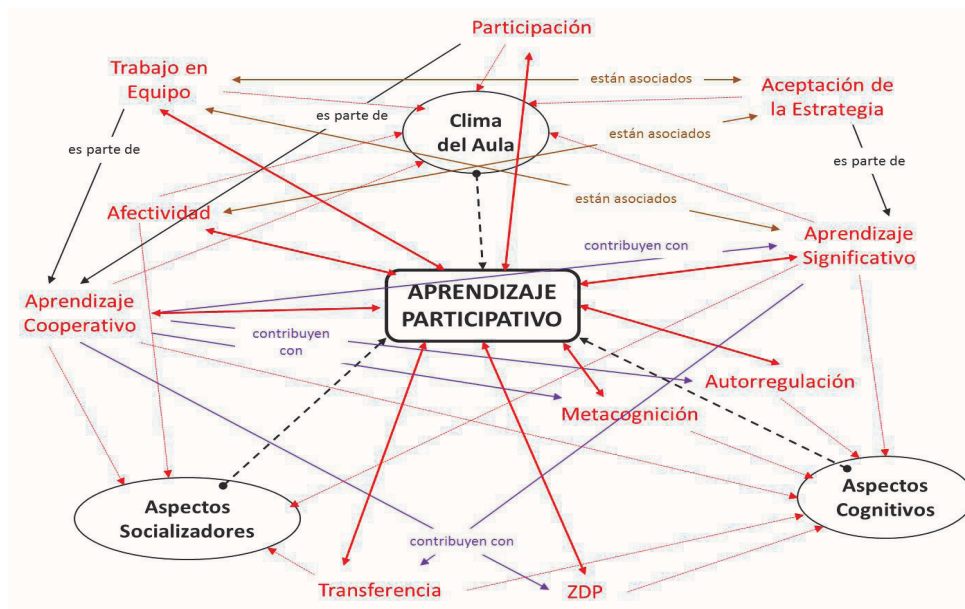 Participación
Trabajo en
Equipo
están asociados
Aceptación de
la Estrategia
es parte de
Clima
del Aula
están asociados
es parte de
es parte de
Afectividad
están asociados
contribuyen con
Aprendizaje
Significativo
Aprendizaje
Cooperativo
APRENDIZAJE
PARTICIPATIVO
contribuyen
con
Autorregulación
Metacognición
Aspectos
Socializadores
Aspectos
Cognitivos
contribuyen con
Transferencia
ZDP